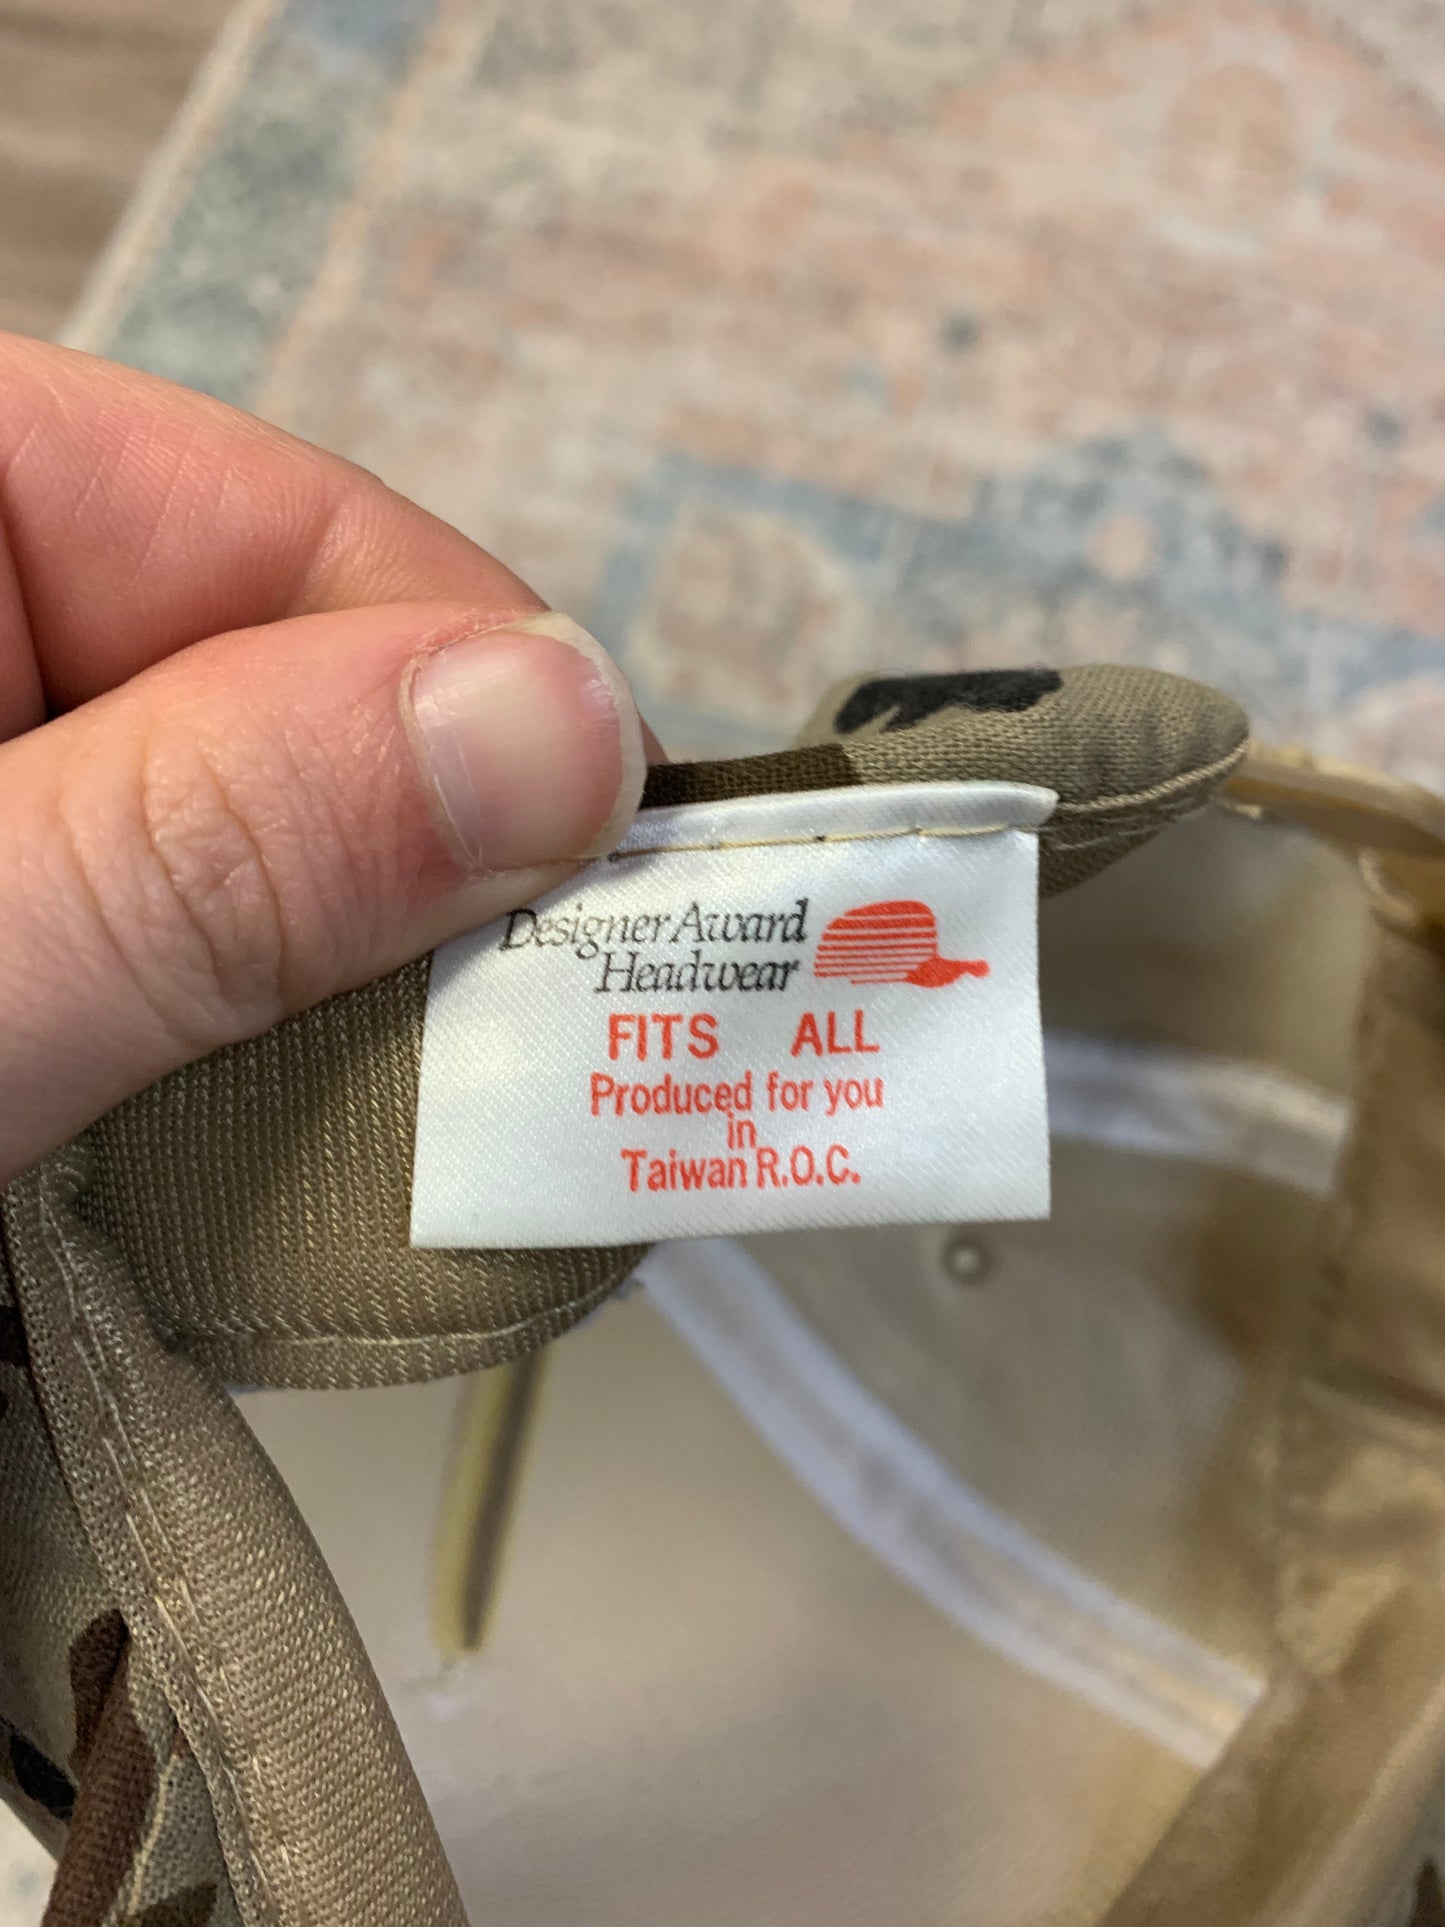 Designer Award
Headwear
FITS ALL
Produced for you
in
Taiwan R.O.C.